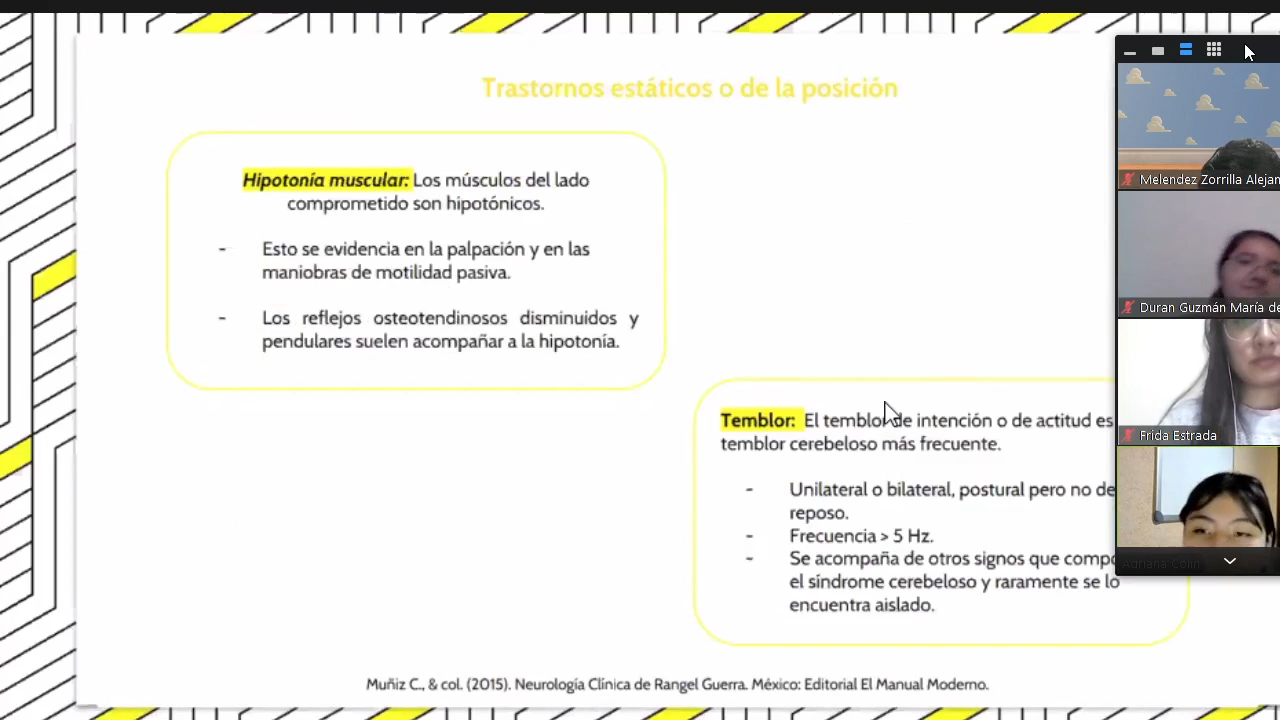 Trastornos estáticos o de la posición
Hipotonía muscular: Los músculos del lado
comprometido son hipotónicos.
- Esto se evidencia en la palpación y en las
maniobras de motilidad pasiva.
- Los reflejos osteotendinosos disminuidos y
pendulares suelen acompañar a la hipotonía.
Temblor: El temblor de intención o de actitud es
temblor cerebeloso más frecuente.
- Unilateral o bilateral, postural pero no de
reposo.
- Frecuencia > 5 Hz.
- Se acompaña de otros signos que compo
el síndrome cerebeloso y raramente se lo
encuentra aislado.
Muñiz C., & col. (2015). Neurología Clínica de Rangel Guerra. México: Editorial El Manual Moderno.
Melendez Zorrilla Alejan
Duran Guzmán María de
Frida Estrada
Adriana Colin